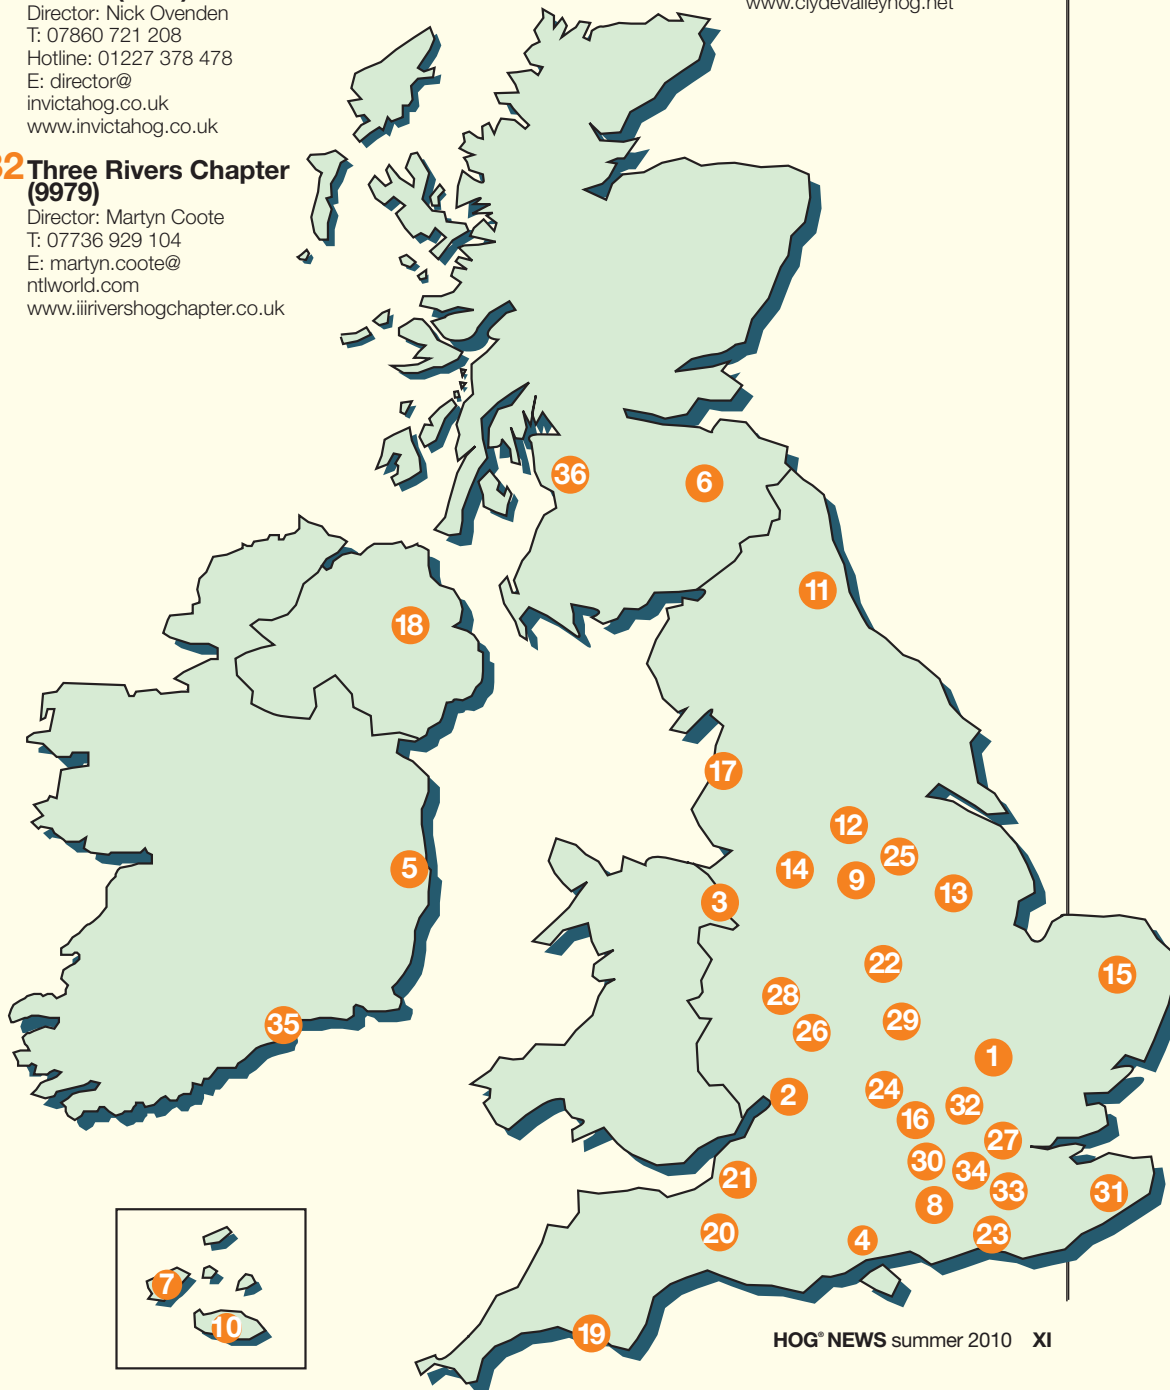 Director: Nick Ovenden
T: 07860 721 208
Hotline: 01227 378 478
E: director@
invictahog.co.uk
www.invictahog.co.uk
32 Three Rivers Chapter
(9979)
Director: Martyn Coote
T: 07736 929 104
E: martyn.coote@
ntlworld.com
www.iiirivershogchapter.co.uk
www.clydevalleyhog.net
36
6
11
18
17
12
25
14
9
13
5
3
22
15
28
26
29
35
1
2
24
32
16
27
30
34
21
33
31
8
20
4
23
7
10
19
HOG® NEWS summer 2010 XI